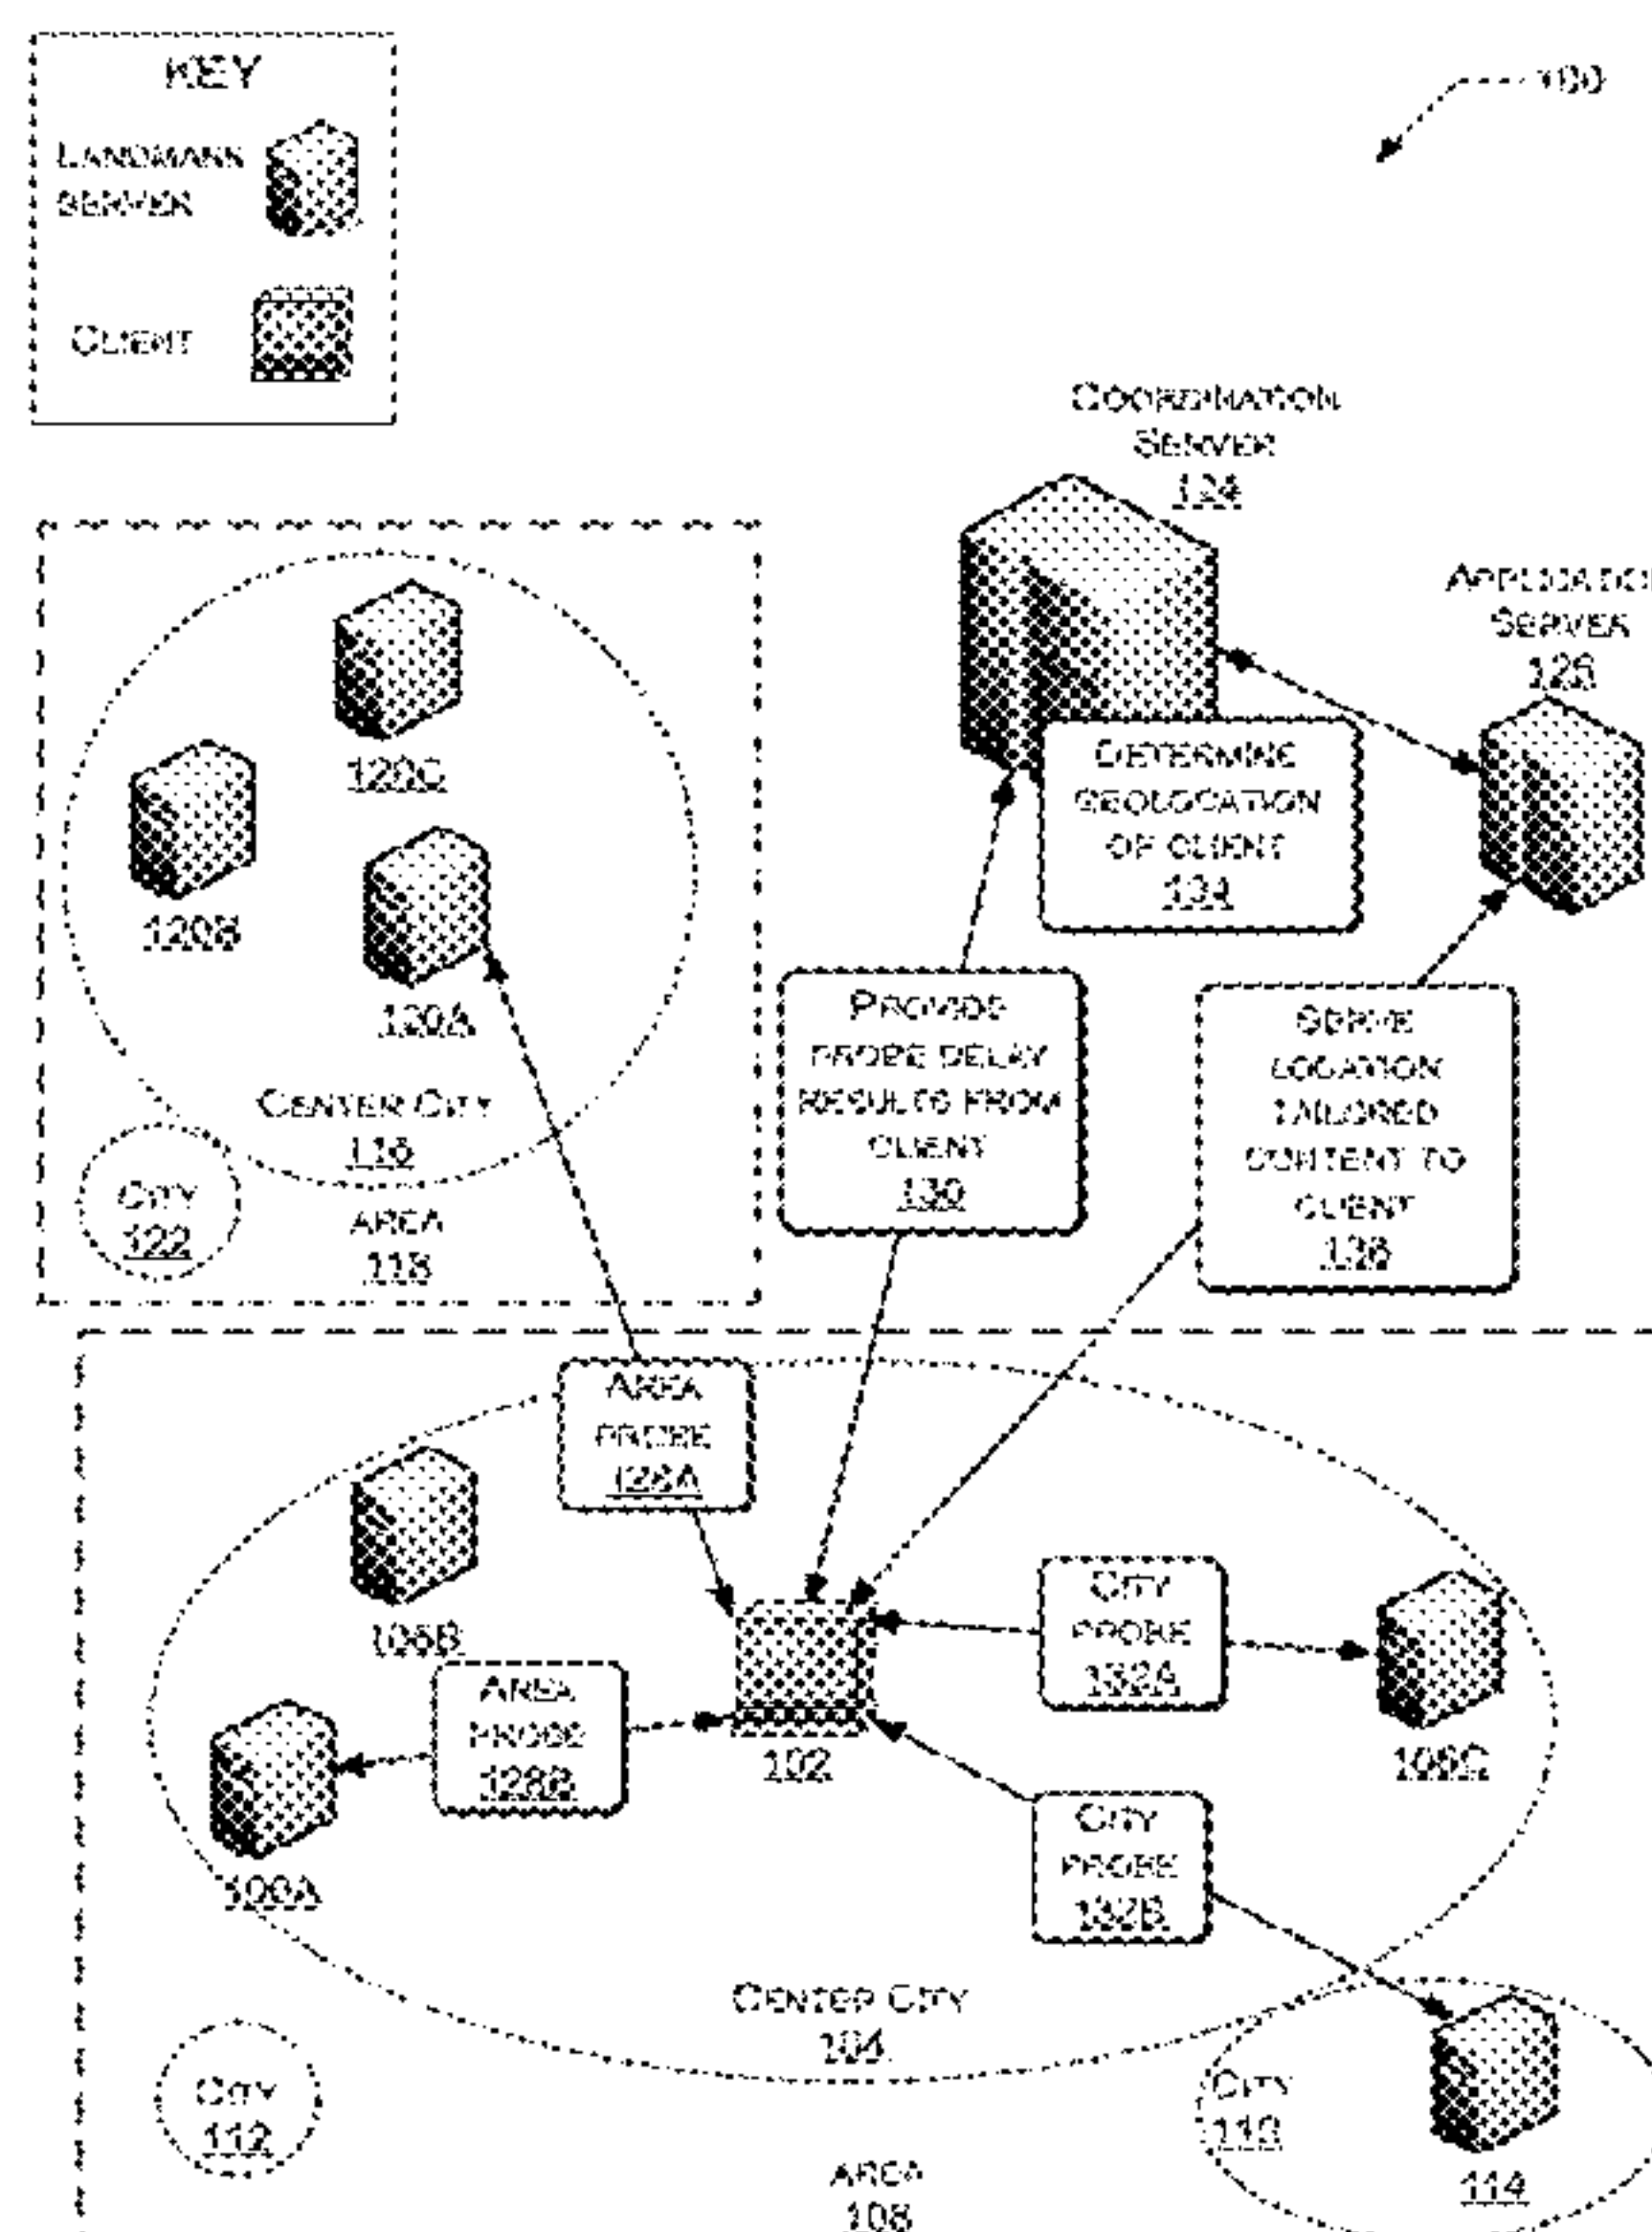 KEY
100
LANDMARK
SERVER
CLIENT
COORDINATION
SERVER
124
APPLICATIO
SERVER
126
120C
120B
120A
CENTER CITY
116
CITY
122
AREA
118
DETERMINE
GEOLOCATION
OF CLIENT
134
PROVIDE
PROBE DELAY
RESULTS FROM
CLIENT
130
SERVE
LOCATION
TAILORED
CONTENT TO
CLIENT
136
AREA
PROBE
128A
106B
AREA
PROBE
128B
106A
102
CITY
PROBE
132A
106C
CITY
PROBE
132B
CENTER CITY
104
CITY
112
CITY
114
AREA
108